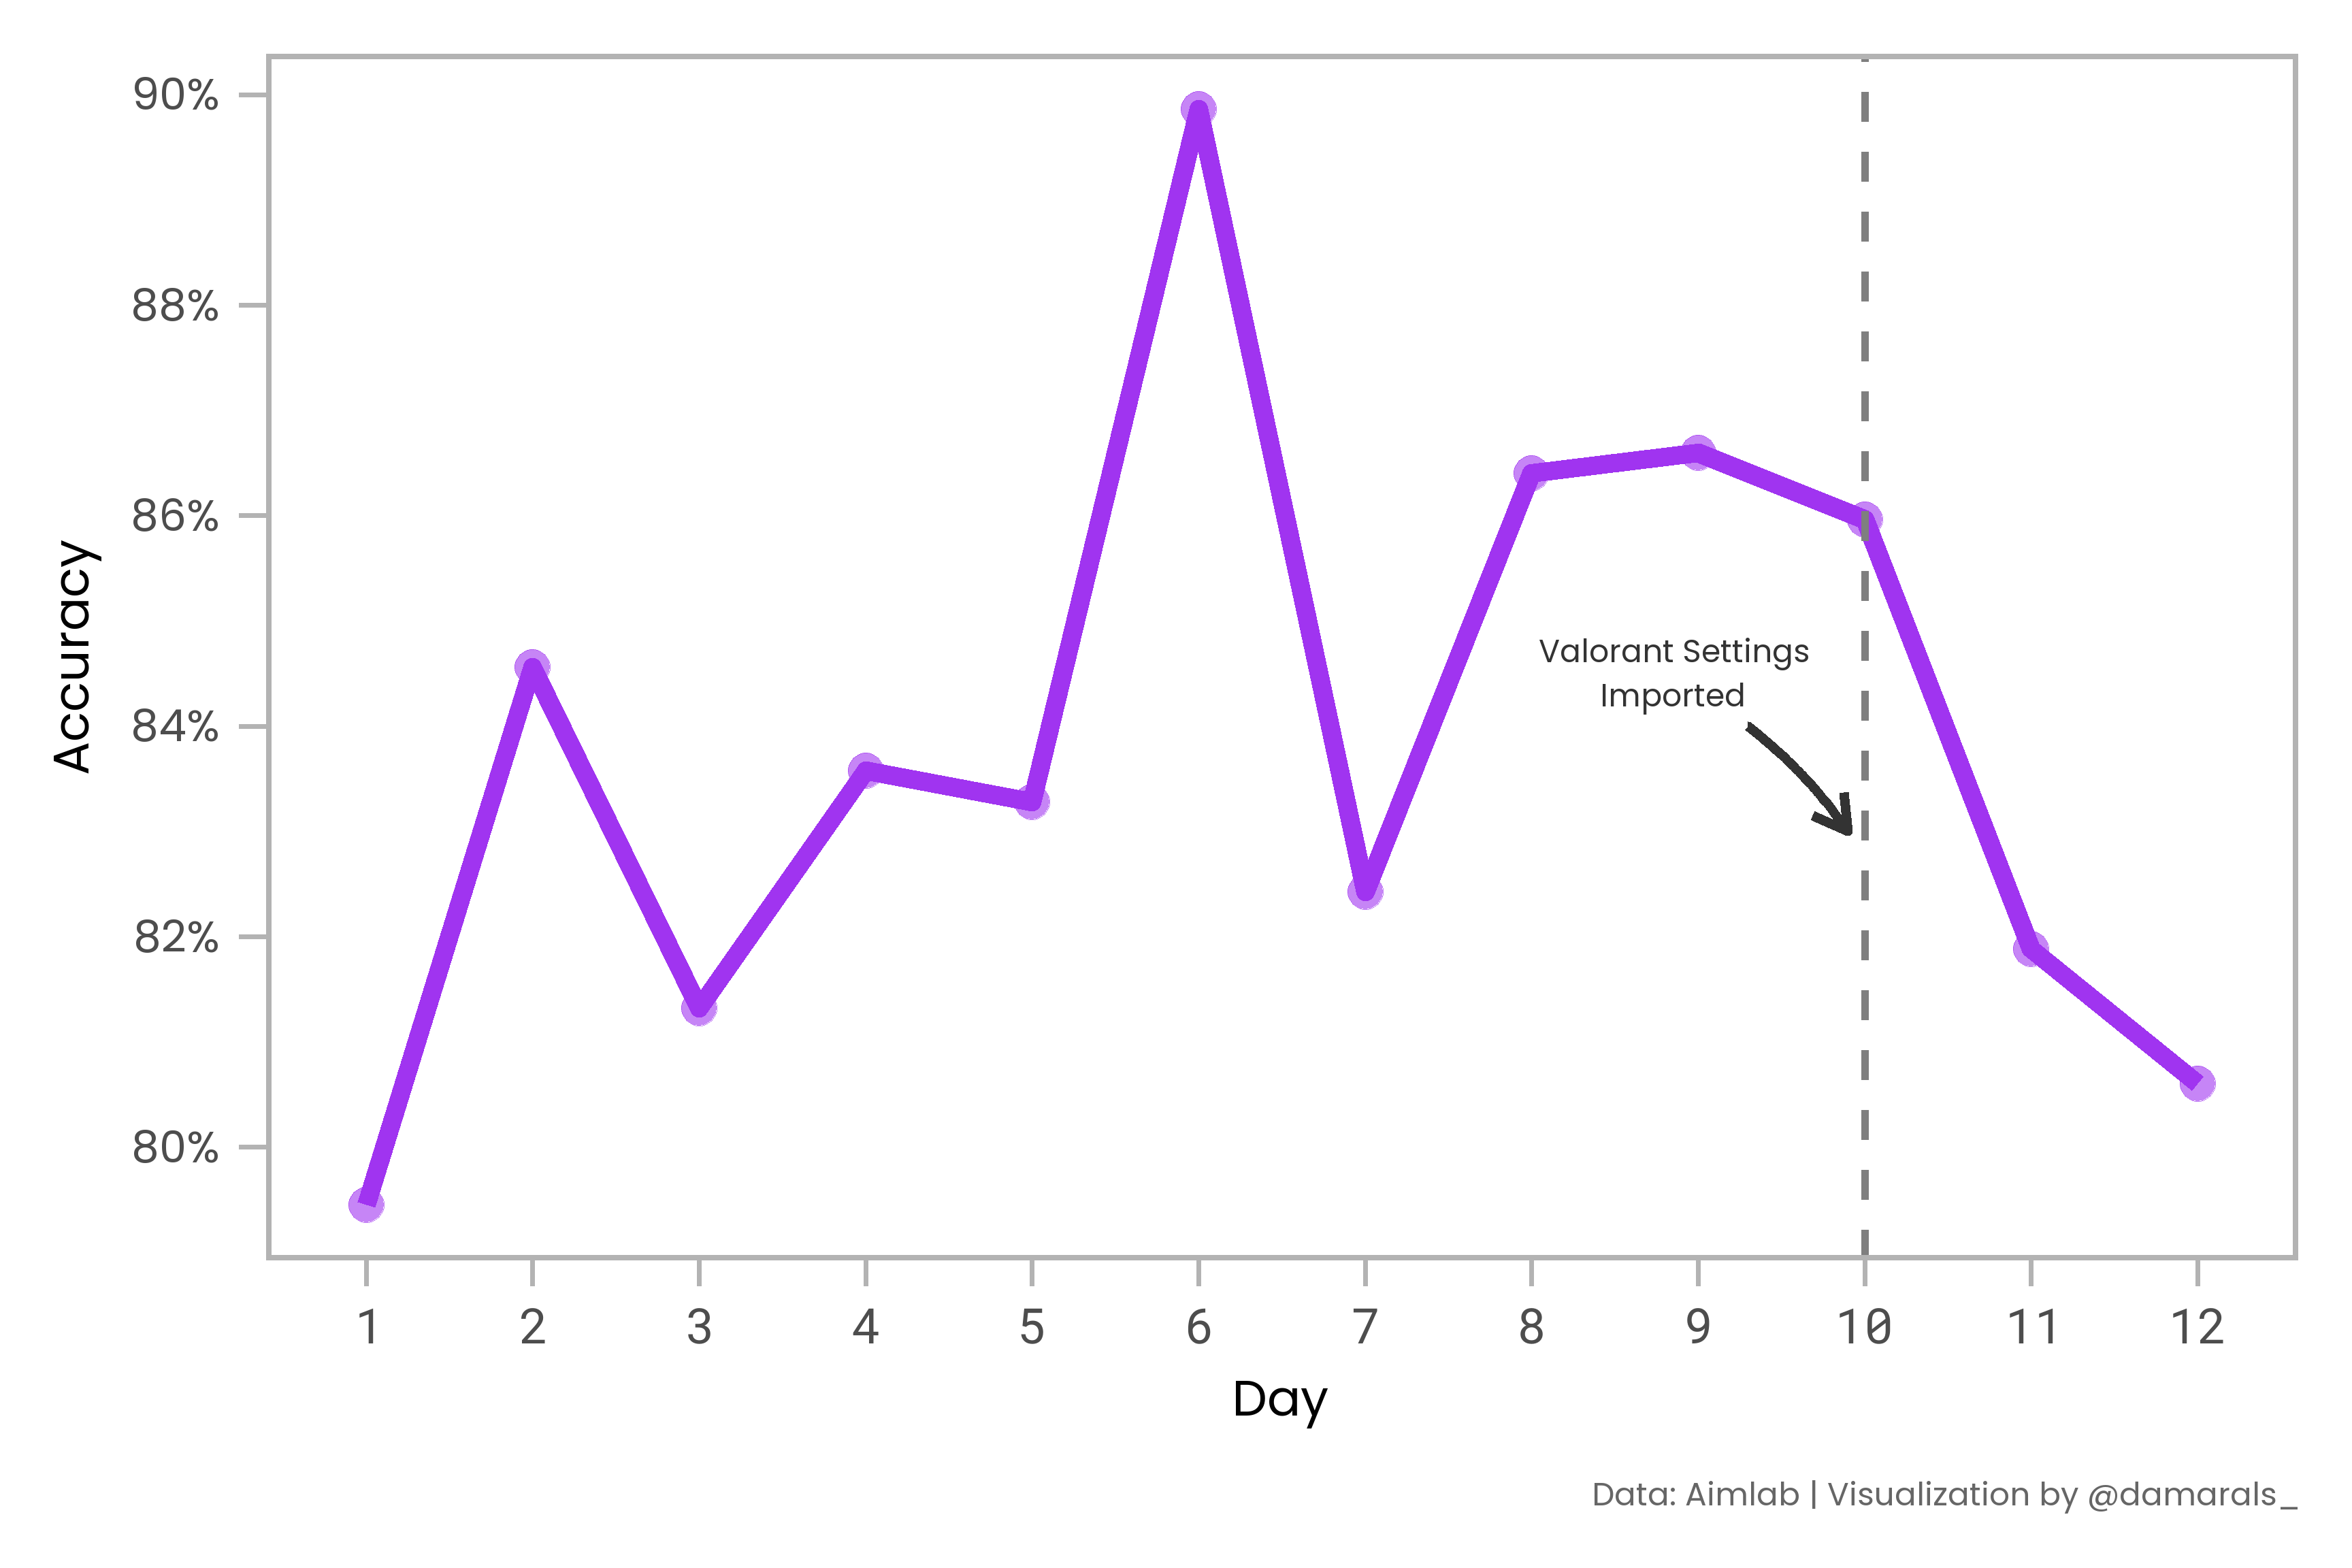 90%
88%
86%
84%
82%
80%
Accuracy
Valorant Settings
Imported
1 2 3 4 5 6 7 8 9 10 11 12
Day
Data: Aimlab | Visualization by @damarals_